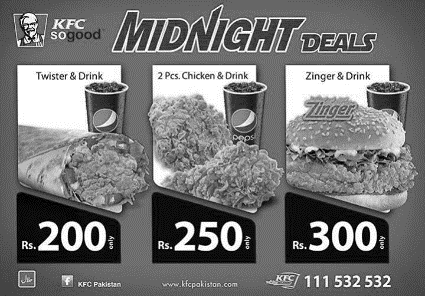 KFC
so good
MIDNIGHT DEALS
Twister & Drink
2 Pcs. Chicken & Drink
Zinger & Drink
pepsi
Zinger
Rs. 200 only
Rs. 250 only
Rs. 300 only
KFC Pakistan
www.kfcpakistan.com
KFC
111 532 532